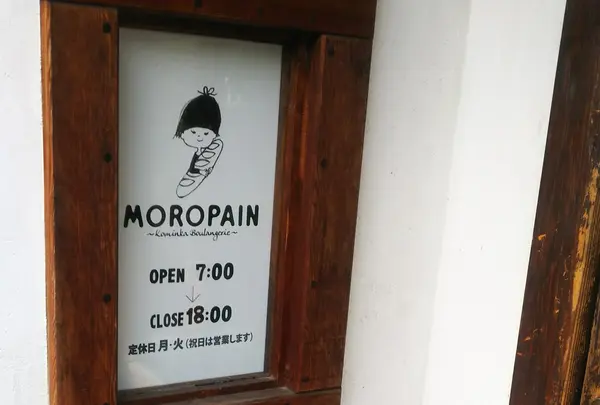 MOROPAIN
~Kominka Boulangerie~
OPEN 7:00
↓
CLOSE 18:00
定休日 月・火(祝日は営業します)